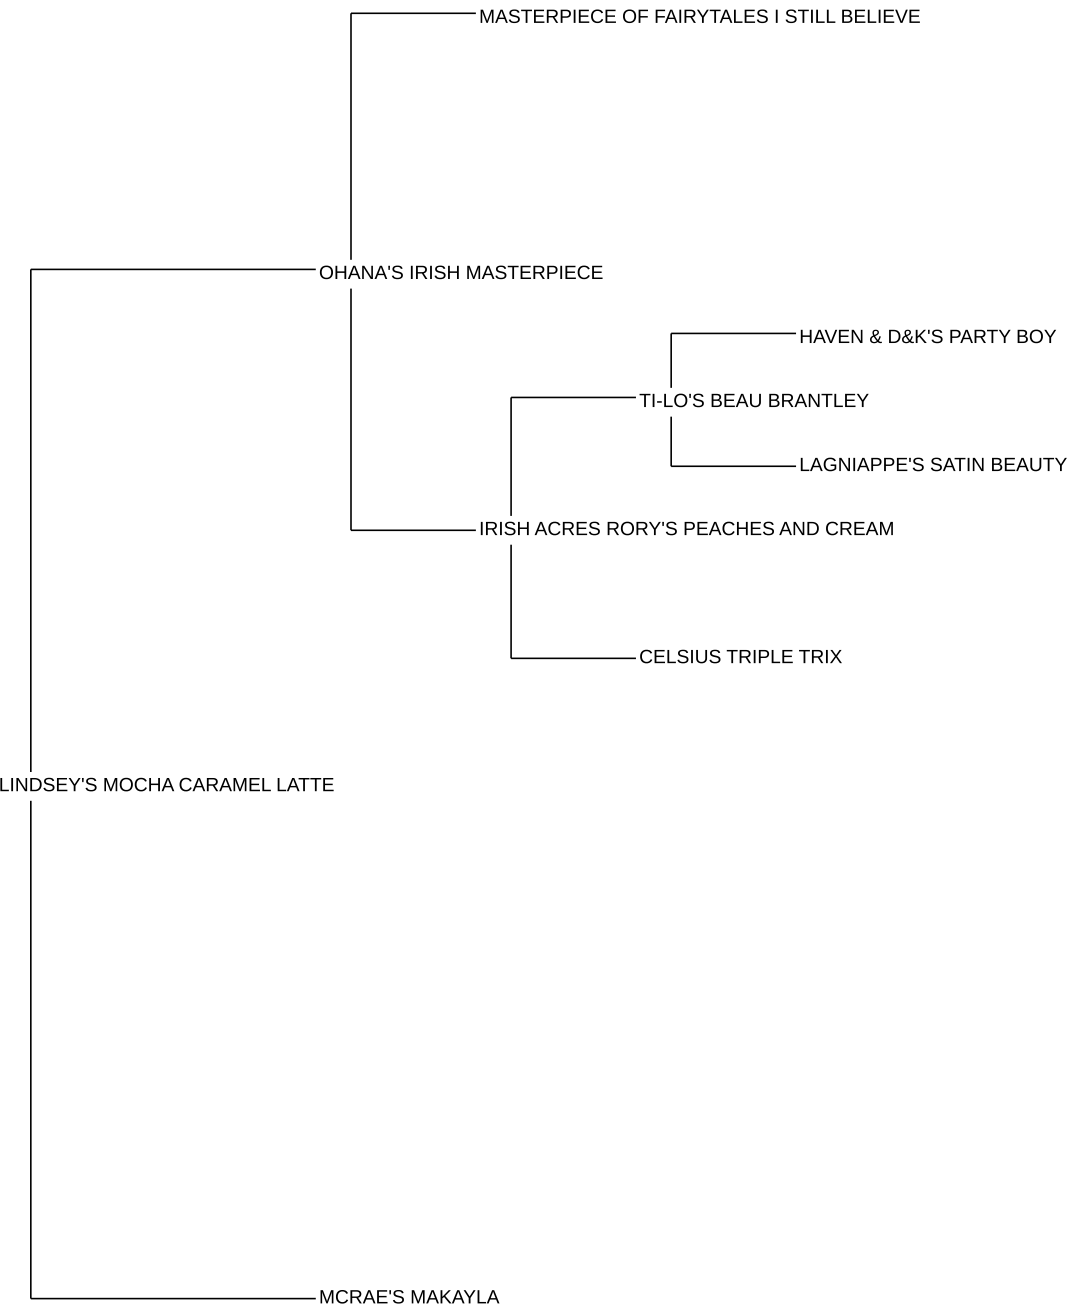 MASTERPIECE OF FAIRYTALES I STILL BELIEVE
OHANA'S IRISH MASTERPIECE
HAVEN & D&K'S PARTY BOY
TI-LO'S BEAU BRANTLEY
LAGNIAPPE'S SATIN BEAUTY
IRISH ACRES RORY'S PEACHES AND CREAM
CELSIUS TRIPLE TRIX
LINDSEY'S MOCHA CARAMEL LATTE
MCRAE'S MAKAYLA